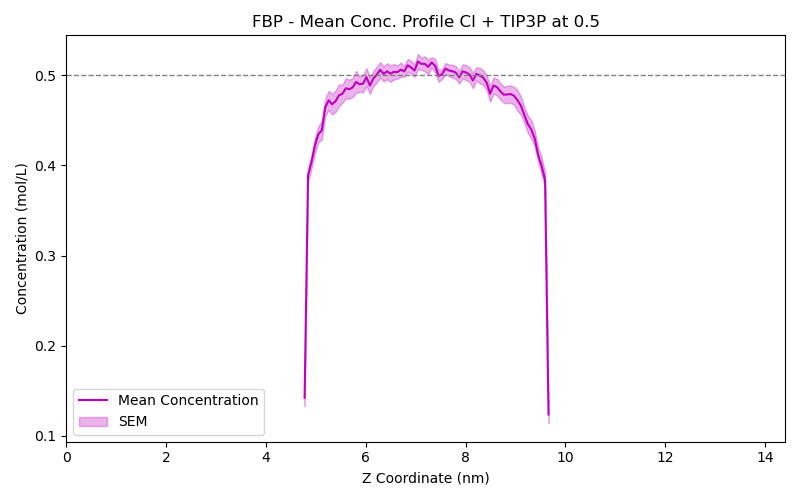 FBP - Mean Conc. Profile Cl + TIP3P at 0.5
Concentration (mol/L)
0.5
0.4
0.3
0.2
0.1
Mean Concentration
SEM
0 2 4 6 8 10 12 14
Z Coordinate (nm)